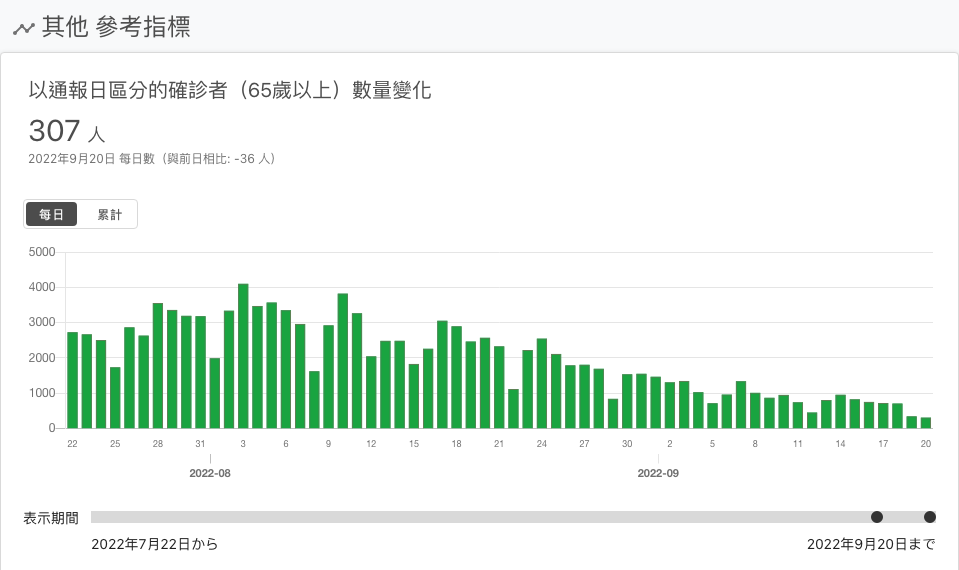 其他 參考指標
以通報日區分的確診者（65歲以上）數量變化
307 人
2022年9月20日 每日數（與前日相比: -36 人）
每日 累計
5000
4000
3000
2000
1000
0
22 25 28 31 3 6 9 12 15 18 21 24 27 30 2 5 8 11 14 17 20
2022-08 2022-09
表示期間
2022年7月22日から 2022年9月20日まで